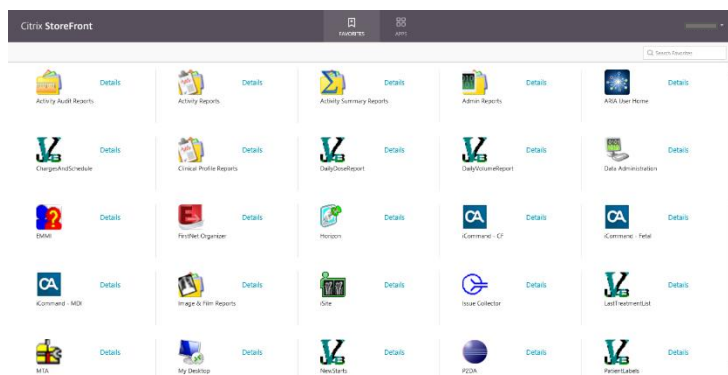 Citrix StoreFront
FAVORITES APPS
Search Favorites
Details Details Details Details Details
Activity Audit Reports Activity Reports Activity Summary Reports Admin Reports ARIA User Home
Details Details Details Details Details
ChargesAndSchedule Clinical Profile Reports DailyDoseReport DailyVolumeReport Data Administration
Details Details Details Details Details
EMMI FirstNet Organizer Horizon iCommand - CF iCommand - Fetal
Details Details Details Details Details
iCommand - MDI Image & Film Reports iSite Issue Collector LastTreatmentList
Details Details Details Details Details
MTA My Desktop NewStarts P2DA PatientLabels